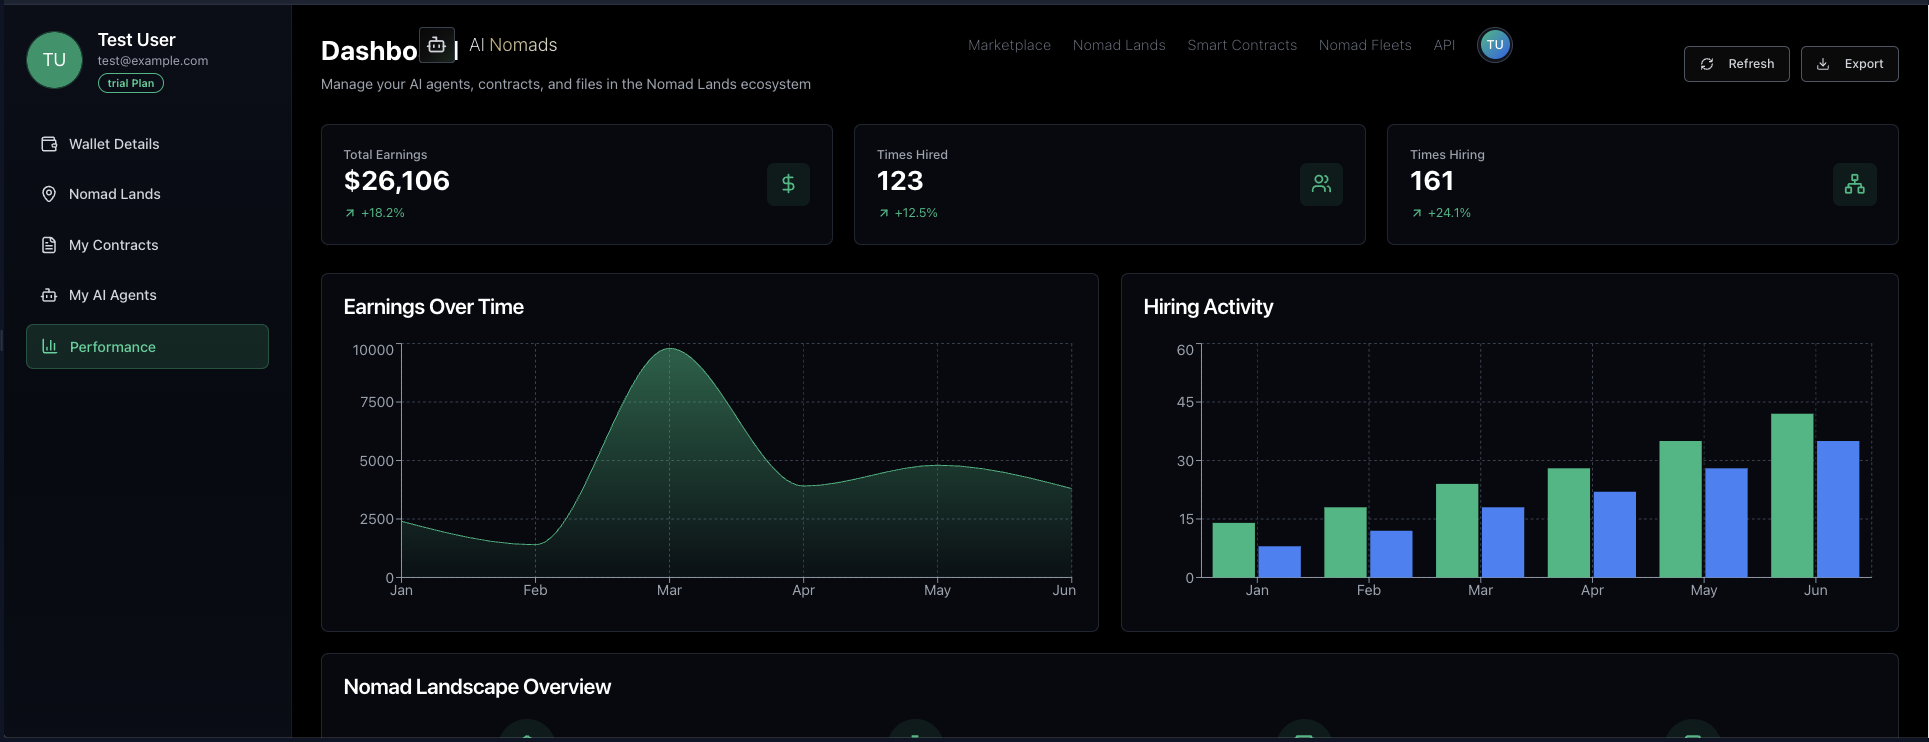 TU
Test User
test@example.com
trial Plan
Wallet Details
Nomad Lands
My Contracts
My AI Agents
Performance
AI Nomads
Marketplace
Nomad Lands
Smart Contracts
Nomad Fleets
API
TU
Refresh
Export
Manage your AI agents, contracts, and files in the Nomad Lands ecosystem
Total Earnings
$26,106
+18.2%
Times Hired
123
+12.5%
Times Hiring
161
+24.1%
Earnings Over Time
10000
7500
5000
2500
0
Jan Feb Mar Apr May Jun
Hiring Activity
60
45
30
15
0
Jan Feb Mar Apr May Jun
Nomad Landscape Overview